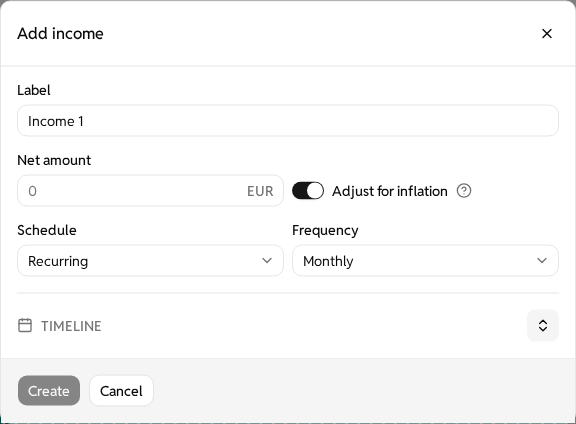 Add income
Label
Income 1
Net amount
0 EUR Adjust for inflation
Schedule Frequency
Recurring Monthly
TIMELINE
Create Cancel